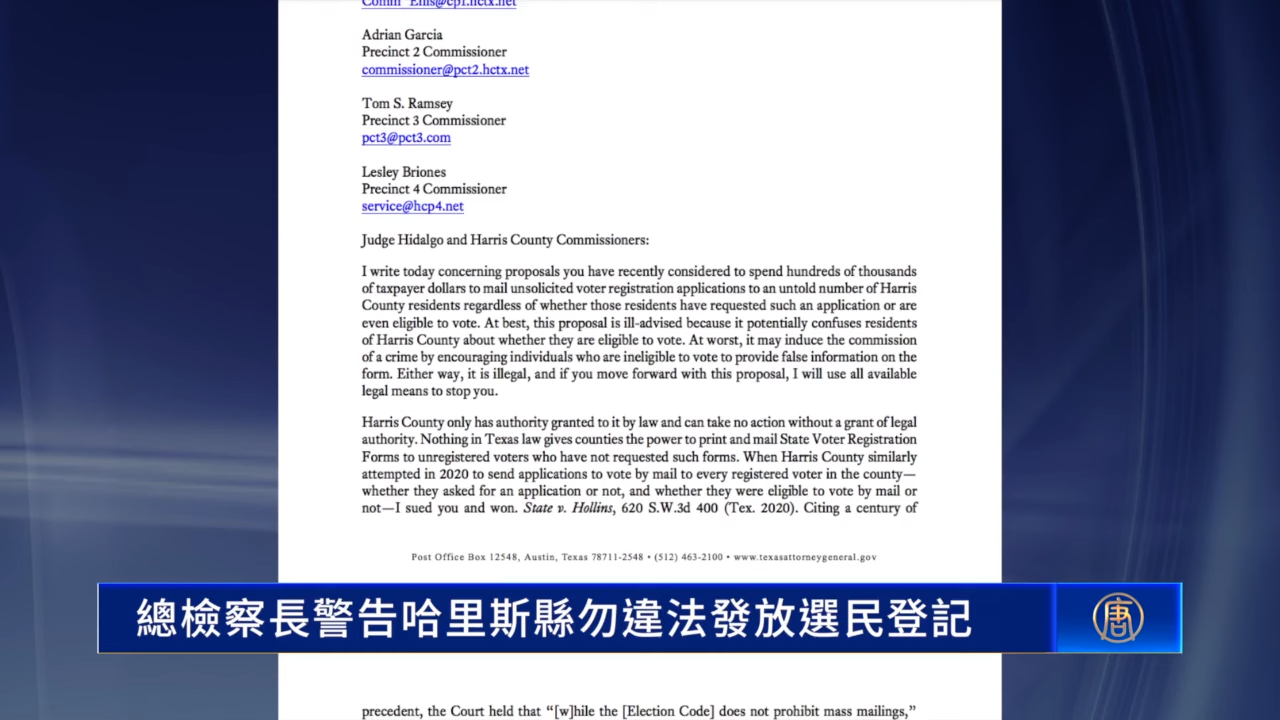 Comm_Ellis@cp1.hctx.net
Adrian Garcia
Precinct 2 Commissioner
commissioner@pct2.hctx.net
Tom S. Ramsey
Precinct 3 Commissioner
pct3@pct3.com
Lesley Briones
Precinct 4 Commissioner
service@hcp4.net
Judge Hidalgo and Harris County Commissioners:
I write today concerning proposals you have recently considered to spend hundreds of thousands
of taxpayer dollars to mail unsolicited voter registration applications to an untold number of Harris
County residents regardless of whether those residents have requested such an application or are
even eligible to vote. At best, this proposal is ill-advised because it potentially confuses residents
of Harris County about whether they are eligible to vote. At worst, it may induce the commission
of a crime by encouraging individuals who are ineligible to vote to provide false information on the
form. Either way, it is illegal, and if you move forward with this proposal, I will use all available
legal means to stop you.
Harris County only has authority granted to it by law and can take no action without a grant of legal
authority. Nothing in Texas law gives counties the power to print and mail State Voter Registration
Forms to unregistered voters who have not requested such forms. When Harris County similarly
attempted in 2020 to send applications to vote by mail to every registered voter in the county—
whether they asked for an application or not, and whether they were eligible to vote by mail or
not—I sued you and won. State v. Hollins, 620 S.W.3d 400 (Tex. 2020). Citing a century of
Post Office Box 12548, Austin, Texas 78711-2548 • (512) 463-2100 • www.texasattorneygeneral.gov
總檢察長警告哈里斯縣勿違法發放選民登記
唐
precedent, the Court held that “[w]hile the [Election Code] does not prohibit mass mailings,”